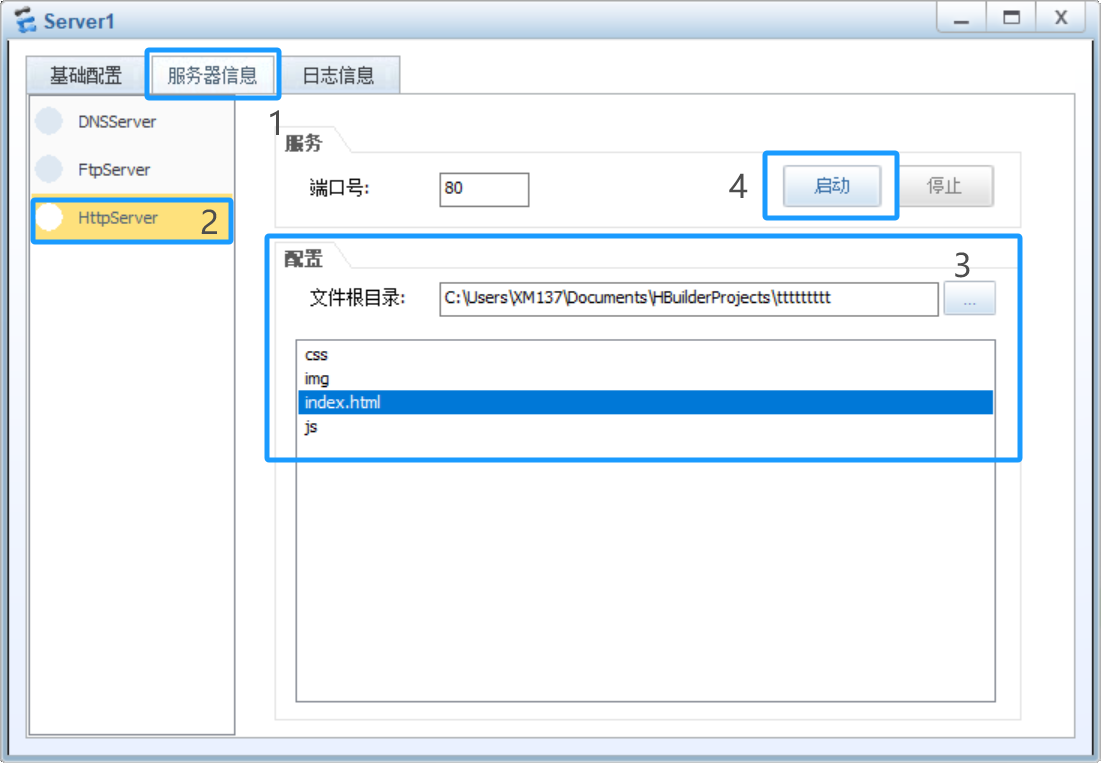 Server1
X
基础配置 服务器信息 日志信息
1
DNSServer
FtpServer
HttpServer 2
服务
端口号: 80 4 启动 停止
配置 3
文件根目录: C:\Users\XM137\Documents\HBuilderProjects\ttttttttt ...
css
img
index.html
js